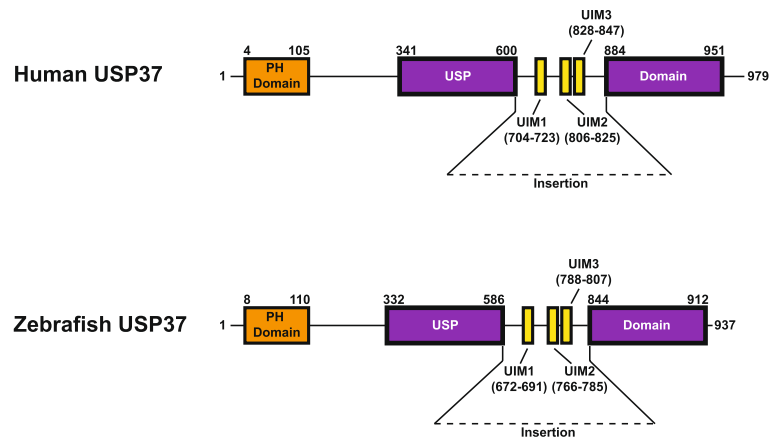 UIM3
(828-847)
4 105 341 600 884 951
Human USP37
1
PH
Domain
USP
Domain
979
UIM1
(704-723)
UIM2
(806-825)
Insertion
UIM3
(788-807)
8 110 332 586 844 912
Zebrafish USP37
1
PH
Domain
USP
Domain
937
UIM1
(672-691)
UIM2
(766-785)
Insertion